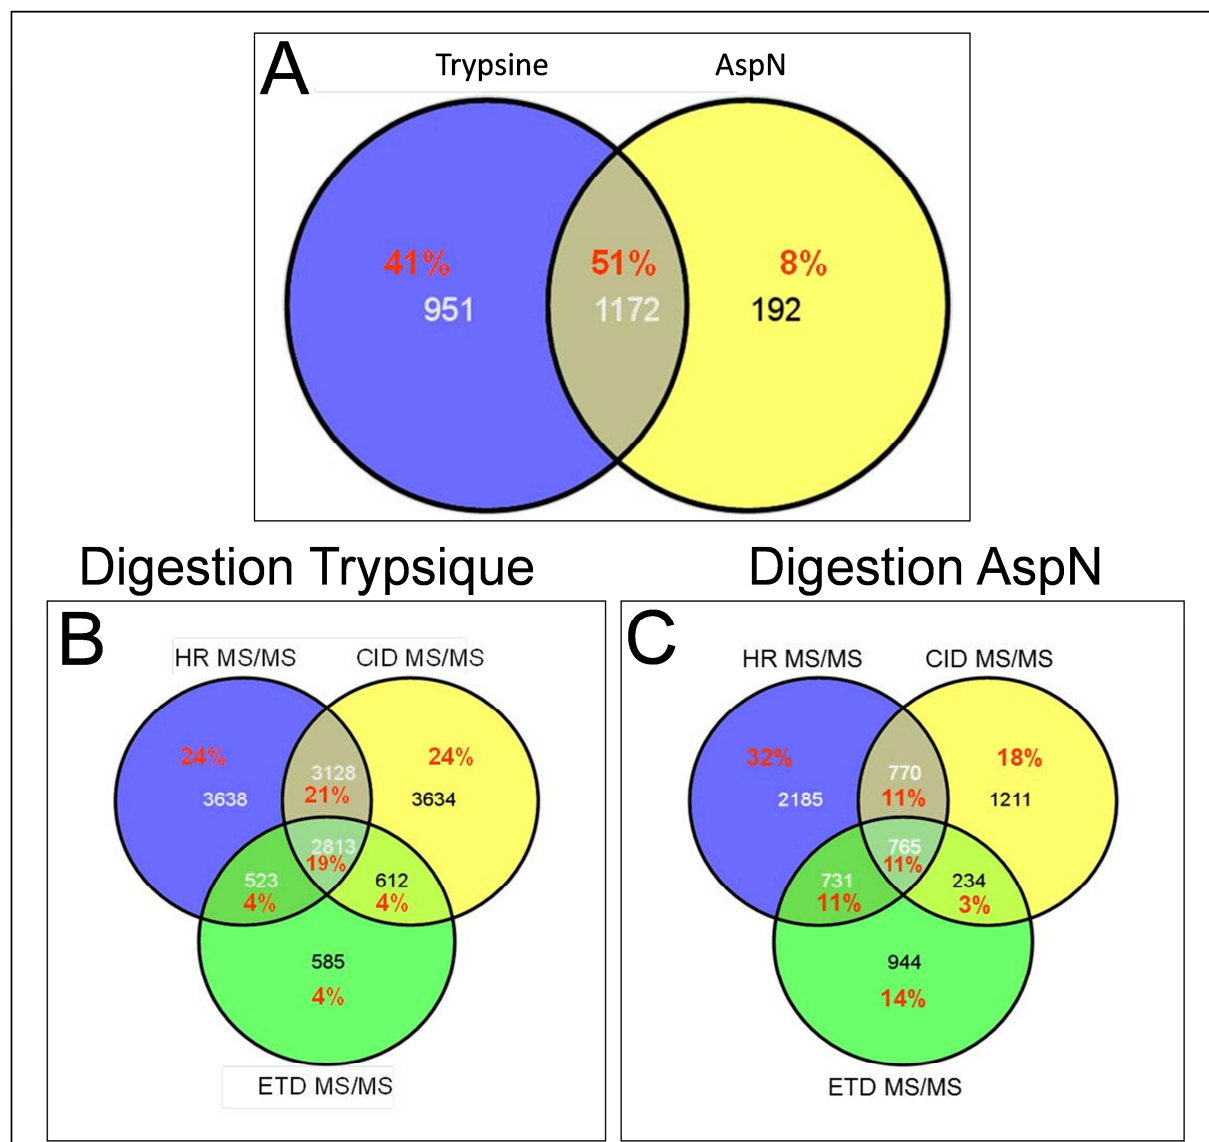 A
Trypsine AspN
41% 51% 8%
951 1172 192
Digestion Trypsique
B
HR MS/MS CID MS/MS
24% 24%
3128
21%
3638 3634
2813
19%
523 612
4% 4%
585
4%
ETD MS/MS
Digestion AspN
C
HR MS/MS CID MS/MS
32% 18%
770
11%
2185 1211
765
11%
731 234
11% 3%
944
14%
ETD MS/MS